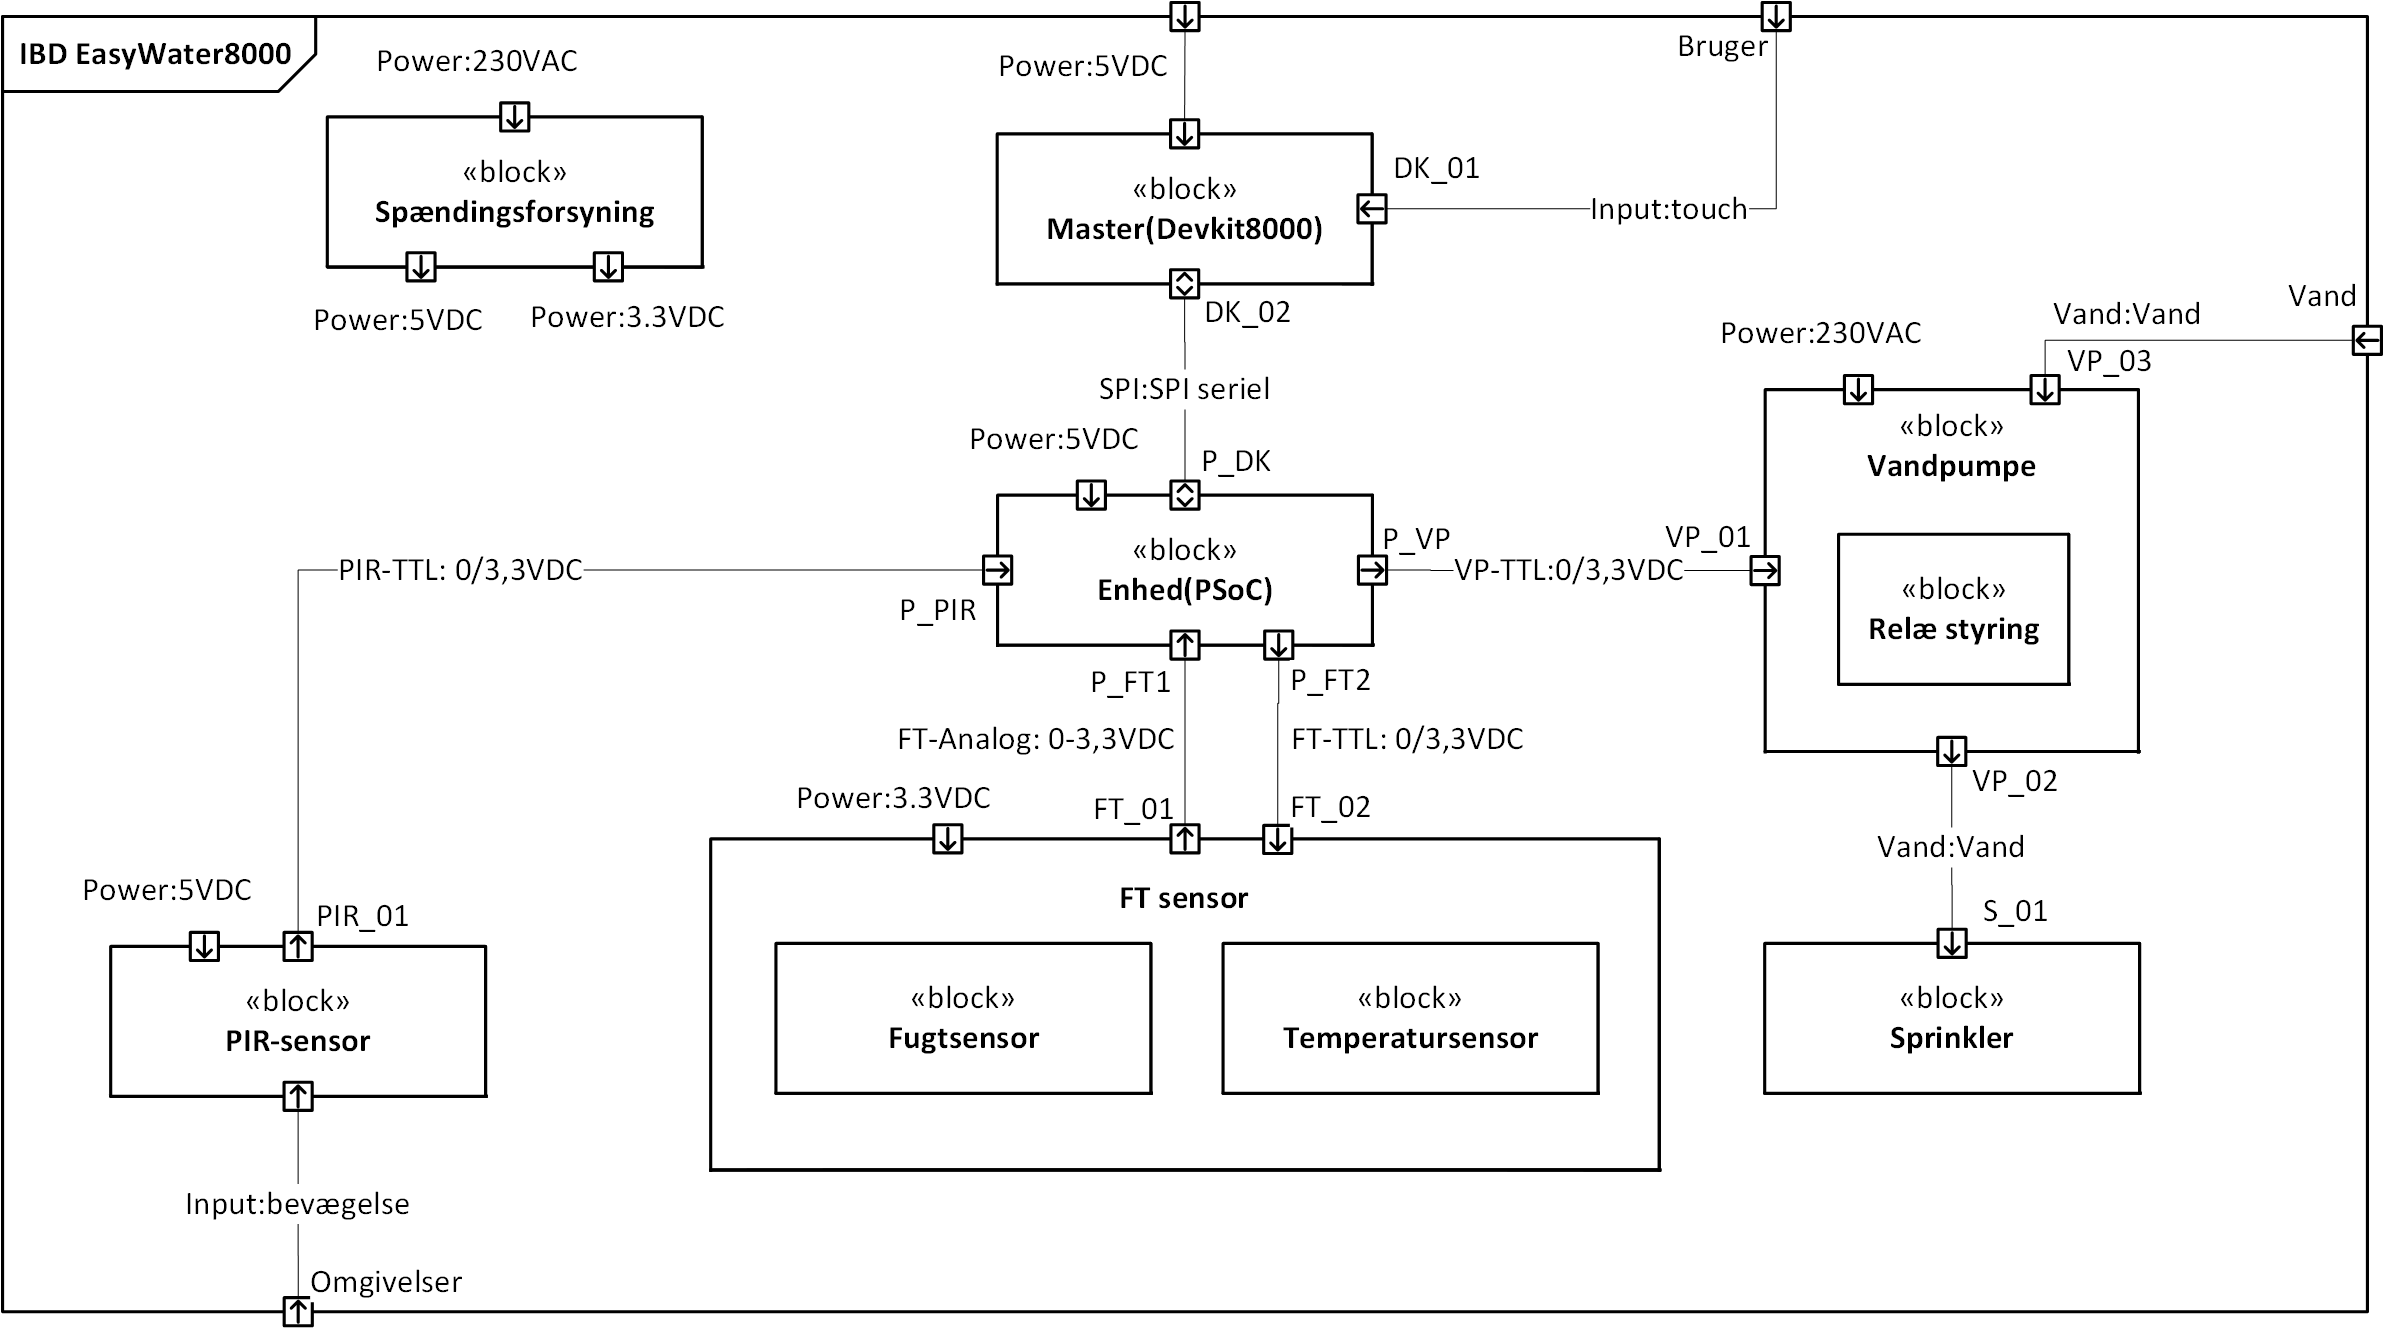 IBD EasyWater8000
Power:230VAC
«block»
Spændingsforsyning
Power:5VDC
Power:3.3VDC
Power:5VDC
«block»
Master(Devkit8000)
DK_01
Bruger
Input:touch
DK_02
SPI:SPI seriel
Power:5VDC
P_DK
«block»
Enhed(PSoC)
PIR-TTL: 0/3,3VDC
P_PIR
P_VP
VP-TTL:0/3,3VDC
VP_01
Vand
Vand:Vand
Power:230VAC
VP_03
«block»
Vandpumpe
«block»
Relæ styring
VP_02
Vand:Vand
S_01
«block»
Sprinkler
P_FT1
P_FT2
FT-Analog: 0-3,3VDC
FT-TTL: 0/3,3VDC
Power:3.3VDC
FT_01
FT_02
FT sensor
«block»
Fugtsensor
«block»
Temperatursensor
Power:5VDC
PIR_01
«block»
PIR-sensor
Input:bevægelse
Omgivelser